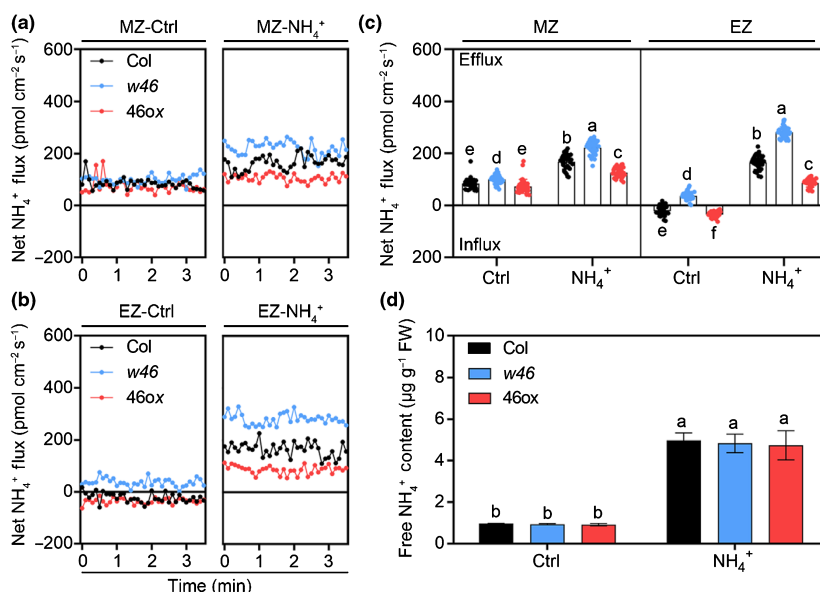 (a)
MZ-Ctrl
MZ-NH₄⁺
Net NH₄⁺ flux (pmol cm⁻² s⁻¹)
600
400
200
0
−200
Col
w46
46ox
0 1 2 3
0 1 2 3
(b)
EZ-Ctrl
EZ-NH₄⁺
Net NH₄⁺ flux (pmol cm⁻² s⁻¹)
600
400
200
0
−200
Col
w46
46ox
0 1 2 3
0 1 2 3
Time (min)
(c)
MZ EZ
Net NH₄⁺ flux (pmol cm⁻² s⁻¹)
600
400
200
0
200
Efflux
Influx
e d e b a c
e d f b a c
Ctrl NH₄⁺ Ctrl NH₄⁺
(d)
Free NH₄⁺ content (µg g⁻¹ FW)
10
8
6
4
2
0
Col
w46
46ox
b b b a a a
Ctrl NH₄⁺